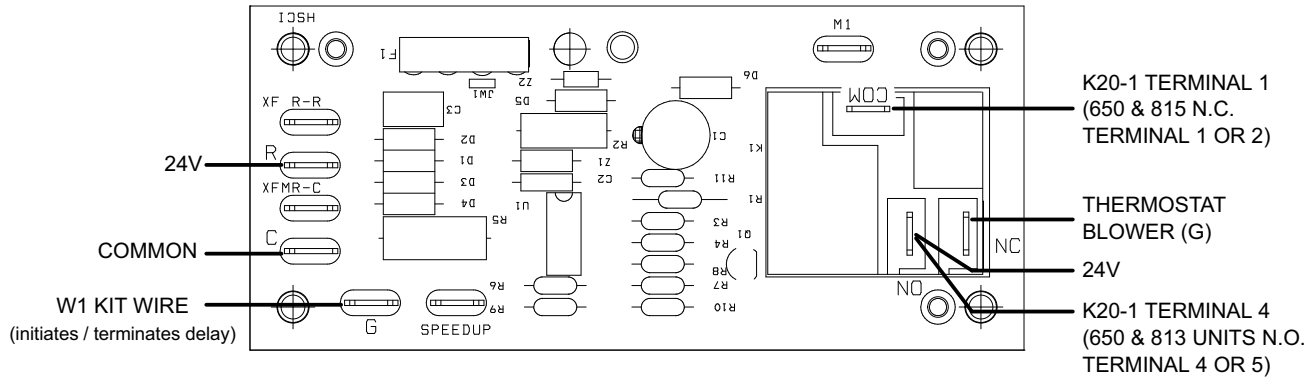 HSCI
M1
F1
Z2
JW1
D5
D6
K20-1 TERMINAL 1
(650 & 815 N.C.
TERMINAL 1 OR 2)
COM
XF R-R
C3
D2
R2
C1
K1
24V
R
D1
Z1
D3
C2
R11
XFMR-C
D4
U1
R1
THERMOSTAT
BLOWER (G)
COMMON
C
R5
R3
Q1
R4
NC
24V
R8
W1 KIT WIRE
(initiates / terminates delay)
R6
R7
NO
G
SPEEDUP
R9
R10
K20-1 TERMINAL 4
(650 & 813 UNITS N.O.
TERMINAL 4 OR 5)